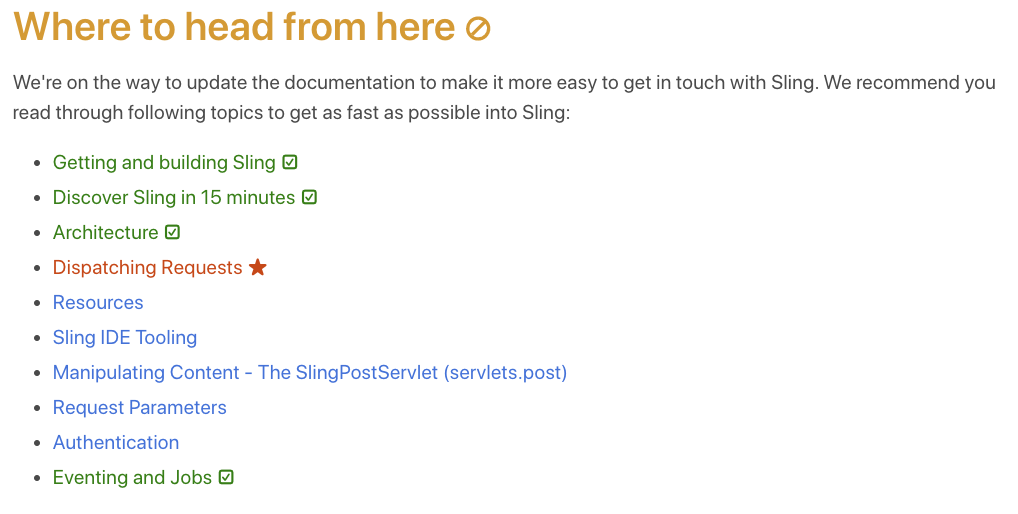 Where to head from here
We're on the way to update the documentation to make it more easy to get in touch with Sling. We recommend you
read through following topics to get as fast as possible into Sling:
Getting and building Sling
Discover Sling in 15 minutes
Architecture
Dispatching Requests
Resources
Sling IDE Tooling
Manipulating Content - The SlingPostServlet (servlets.post)
Request Parameters
Authentication
Eventing and Jobs